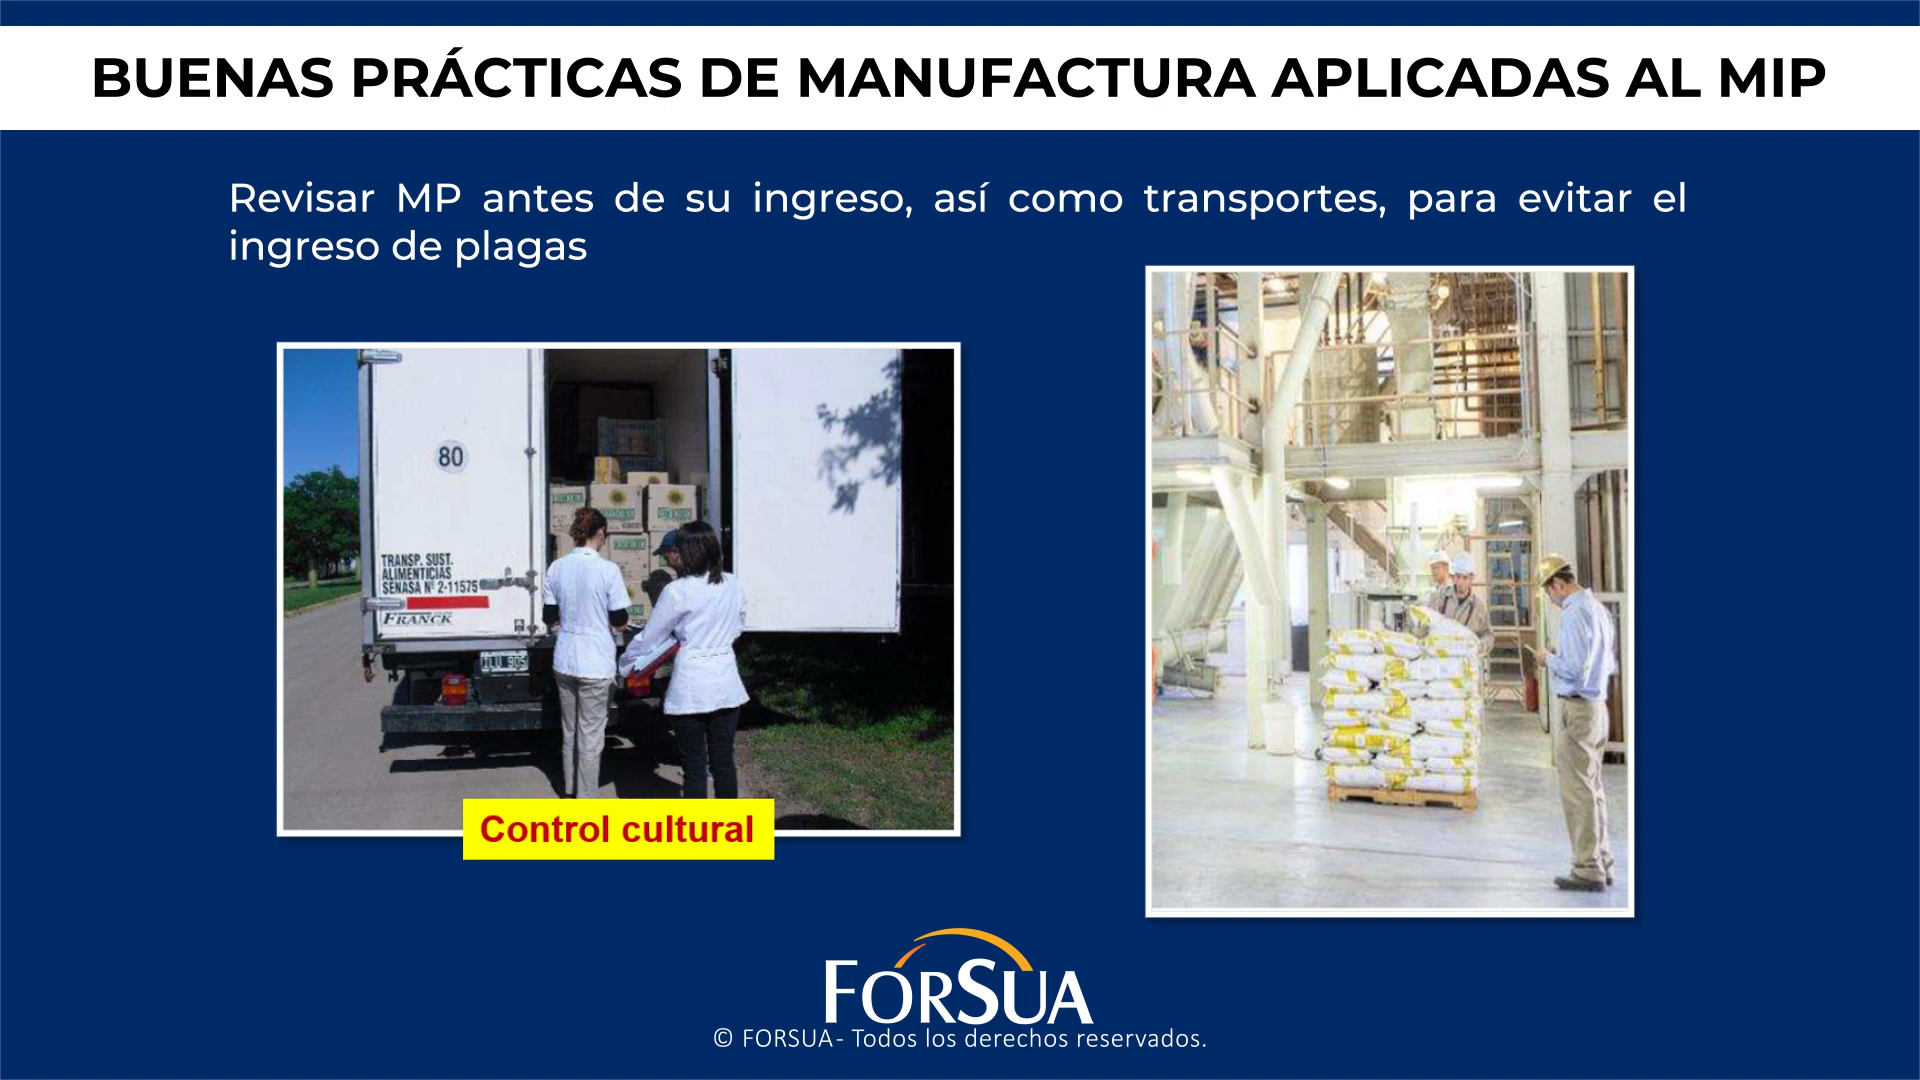 BUENAS PRÁCTICAS DE MANUFACTURA APLICADAS AL MIP
Revisar MP antes de su ingreso, así como transportes, para evitar el
ingreso de plagas
80
TRANSP. SUST.
ALIMENTICIAS
SENASA Nº 2-11575
FRANCK
Control cultural
FORSUA
© FORSUA- Todos los derechos reservados.